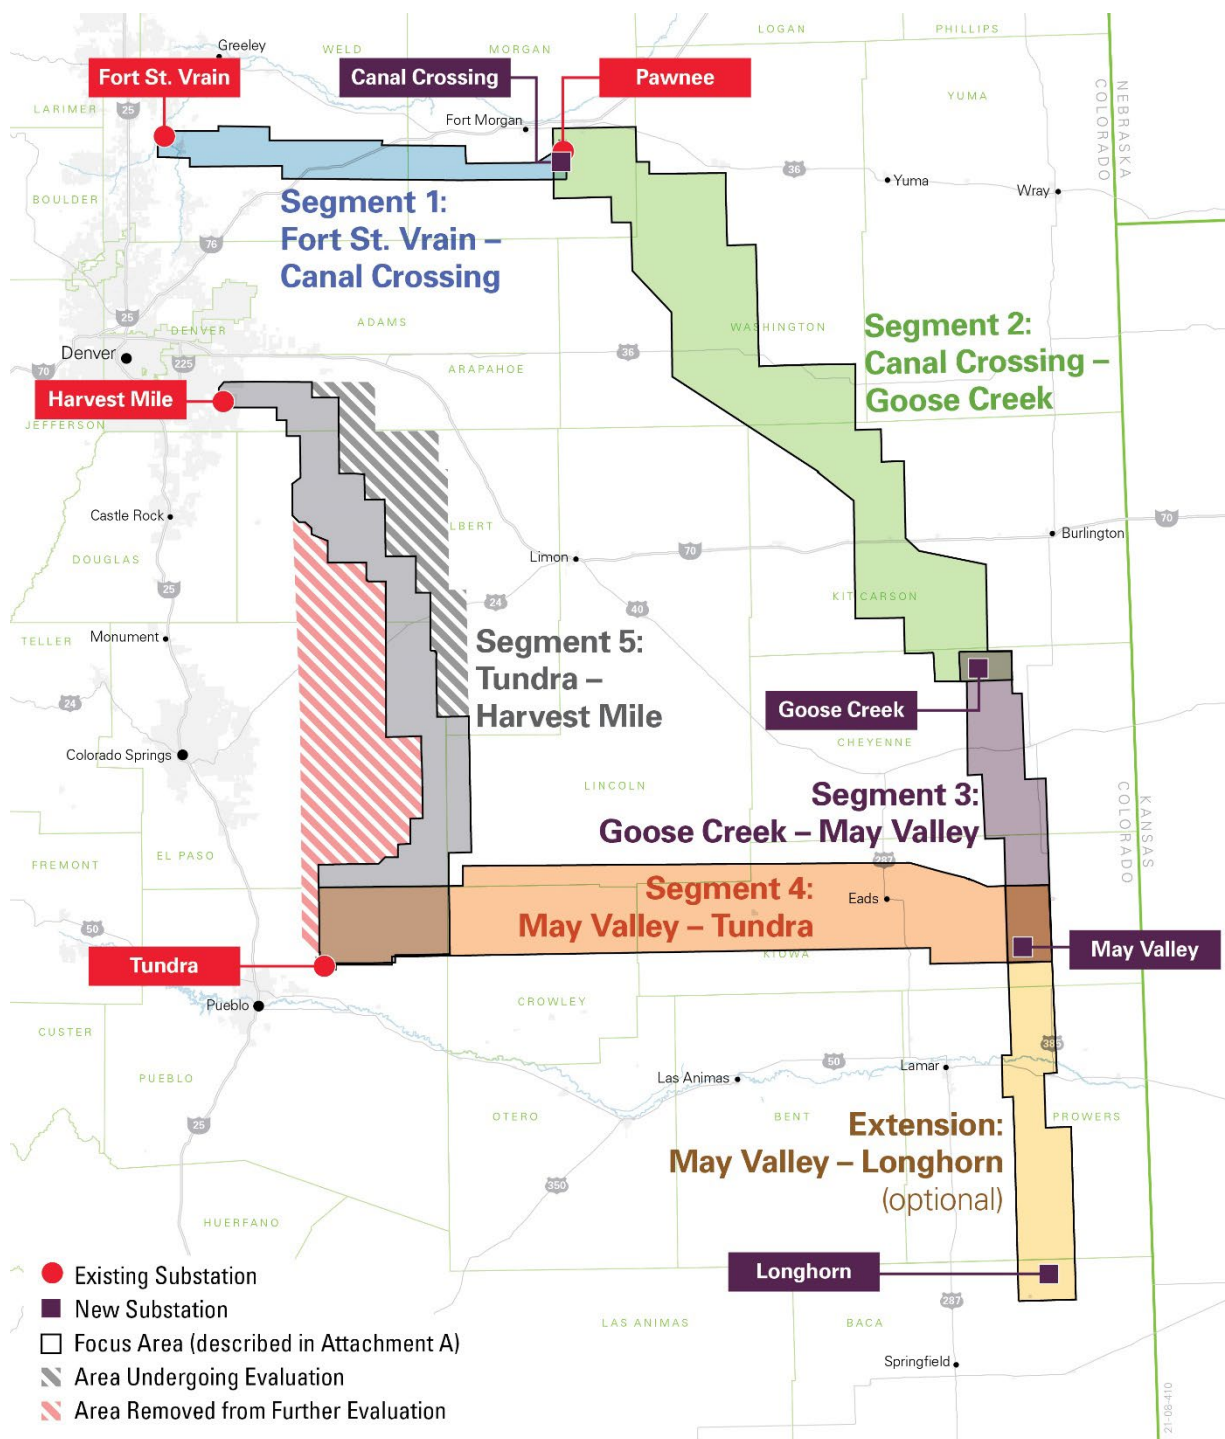 LOGAN
PHILLIPS
Greeley
WELD
MORGAN
Fort St. Vrain
Canal Crossing
Pawnee
YUMA
NEBRASKA
COLORADO
LARIMER
25
Fort Morgan
36
Yuma
Wray
BOULDER
Segment 1:
Fort St. Vrain –
Canal Crossing
76
25
DENVER
ADAMS
WASHINGTON
Segment 2:
Canal Crossing –
Goose Creek
Denver
225
36
70
ARAPAHOE
Harvest Mile
JEFFERSON
Castle Rock
LBERT
70
Burlington
DOUGLAS
Limon
70
25
24
40
KIT CARSON
TELLER
Monument
Segment 5:
Tundra –
Harvest Mile
24
Goose Creek
Colorado Springs
CHEYENNE
LINCOLN
Segment 3:
Goose Creek – May Valley
KANSAS
COLORADO
FREMONT
EL PASO
287
Segment 4:
May Valley – Tundra
Eads
50
KIOWA
May Valley
Tundra
Pueblo
CROWLEY
CUSTER
385
50
Lamar
Las Animas
PUEBLO
OTERO
BENT
PROWERS
25
Extension:
May Valley – Longhorn
(optional)
350
HUERFANO
Longhorn
287
LAS ANIMAS
BACA
Springfield
Existing Substation
New Substation
Focus Area (described in Attachment A)
Area Undergoing Evaluation
Area Removed from Further Evaluation
21-08-410